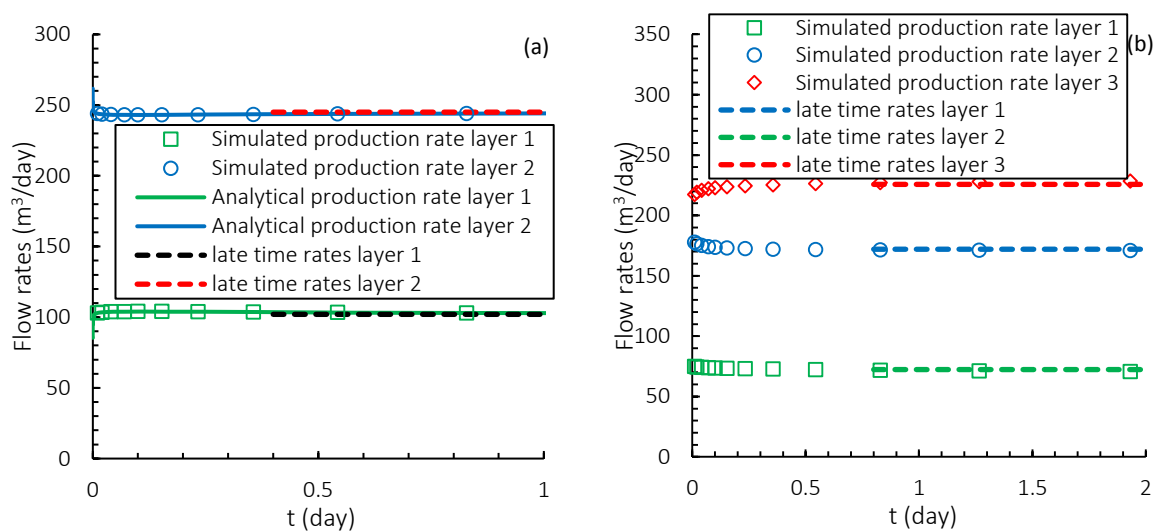 (a)
300
250
200
150
100
50
0
Flow rates (m³/day)
Simulated production rate layer 1
Simulated production rate layer 2
Analytical production rate layer 1
Analytical production rate layer 2
late time rates layer 1
late time rates layer 2
0 0.5 1
t (day)
(b)
350
300
250
200
150
100
50
0
Flow rates (m³/day)
Simulated production rate layer 1
Simulated production rate layer 2
Simulated production rate layer 3
late time rates layer 1
late time rates layer 2
late time rates layer 3
0 0.5 1 1.5 2
t (day)